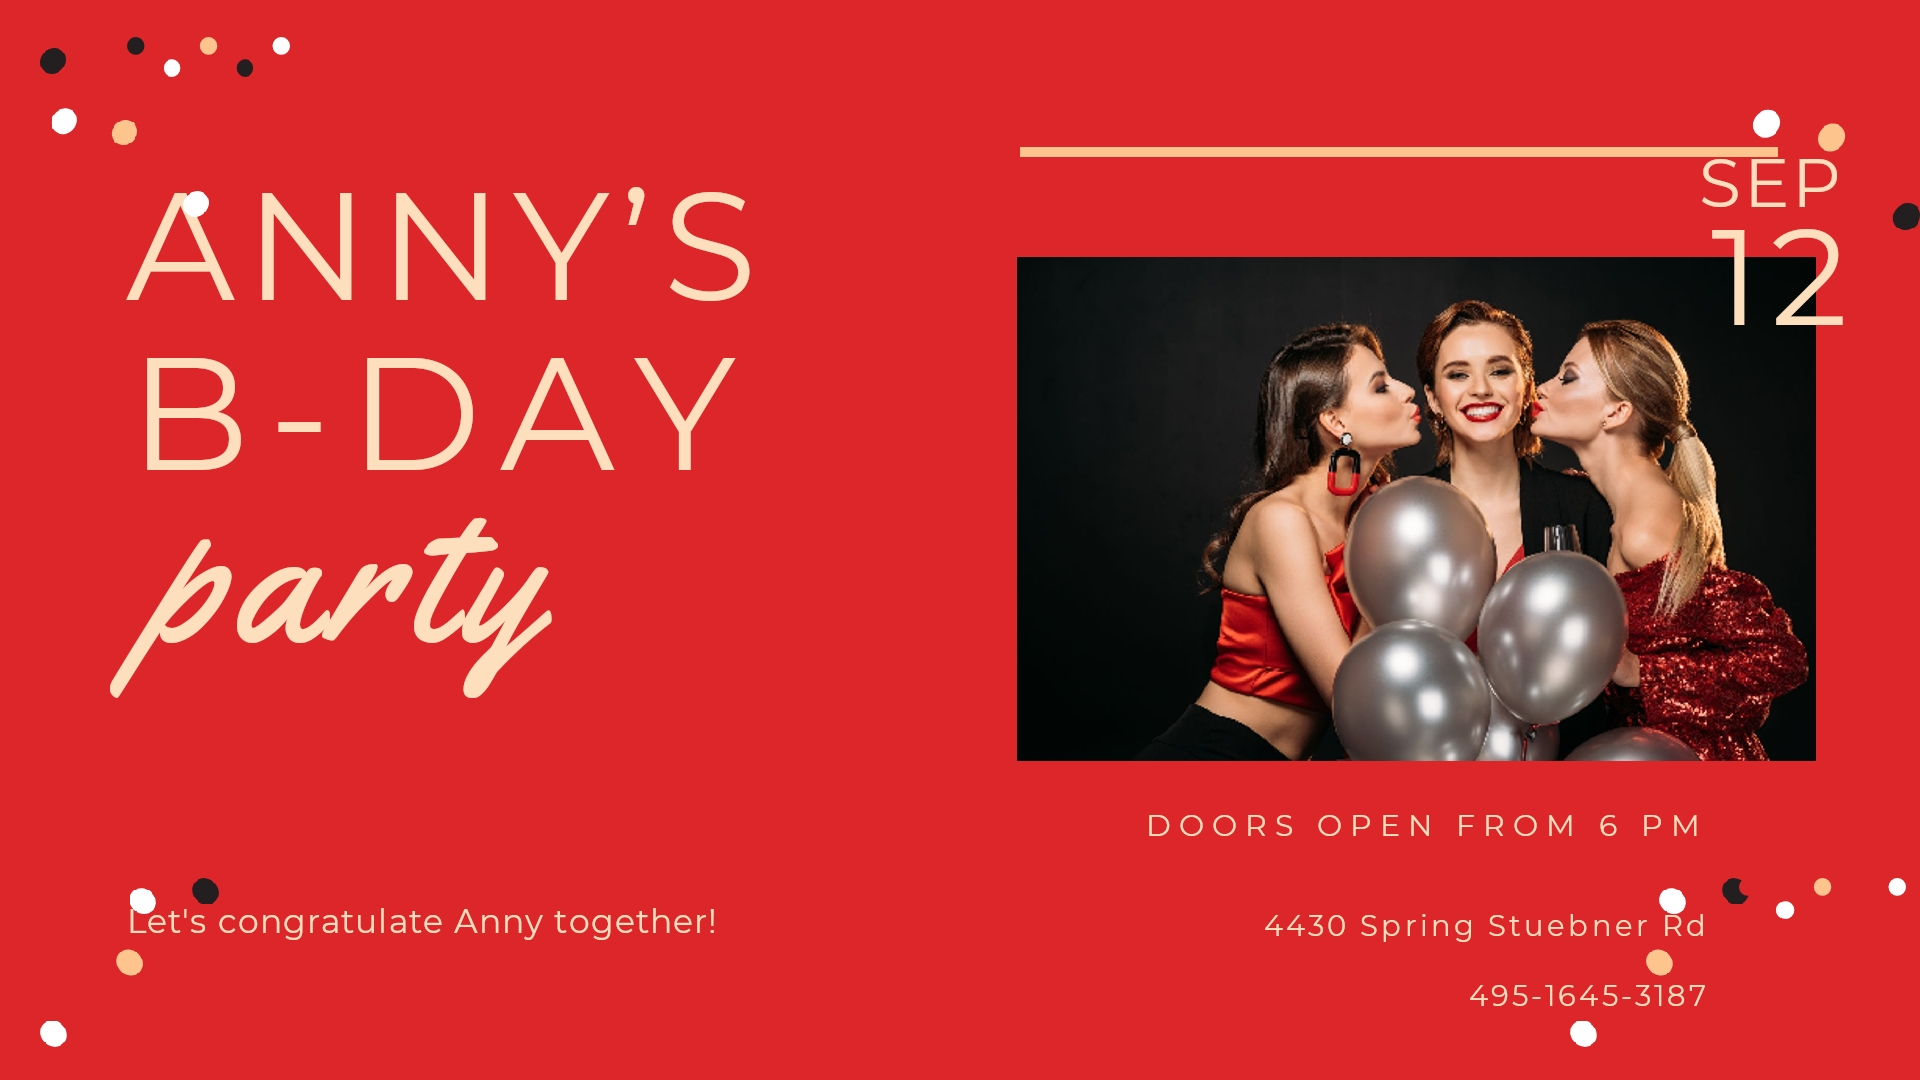 ANNY’S
B-DAY
party
SEP
12
DOORS OPEN FROM 6 PM
Let's congratulate Anny together!
4430 Spring Stuebner Rd
495-1645-3187